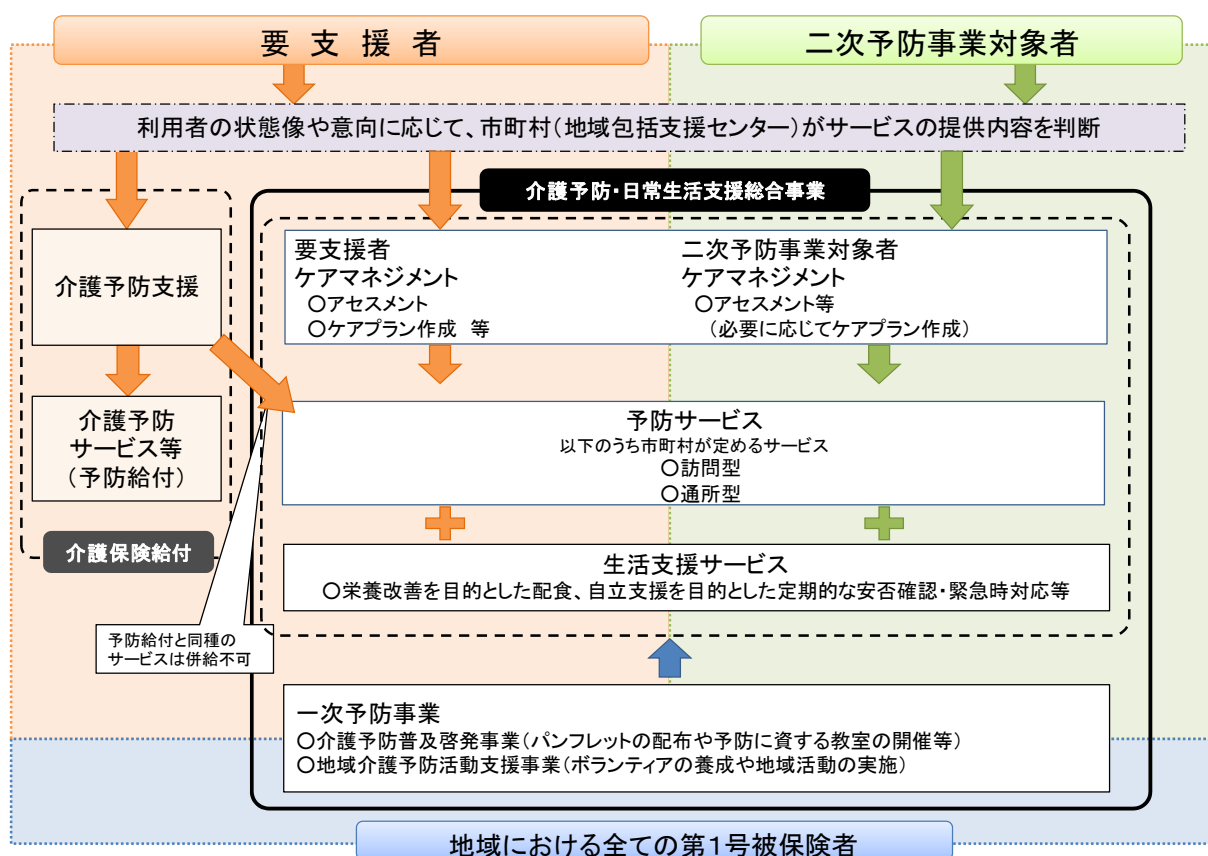 要支援者
二次予防事業対象者
利用者の状態像や意向に応じて、市町村（地域包括支援センター）がサービスの提供内容を判断
介護予防・日常生活支援総合事業
介護予防支援
介護予防
サービス等
（予防給付）
介護保険給付
予防給付と同種の
サービスは併給不可
要支援者
ケアマネジメント
○アセスメント
○ケアプラン作成 等
二次予防事業対象者
ケアマネジメント
○アセスメント等
（必要に応じてケアプラン作成）
予防サービス
以下のうち市町村が定めるサービス
○訪問型
○通所型
生活支援サービス
○栄養改善を目的とした配食、自立支援を目的とした定期的な安否確認・緊急時対応等
一次予防事業
○介護予防普及啓発事業（パンフレットの配布や予防に資する教室の開催等）
○地域介護予防活動支援事業（ボランティアの養成や地域活動の実施）
地域における全ての第１号被保険者